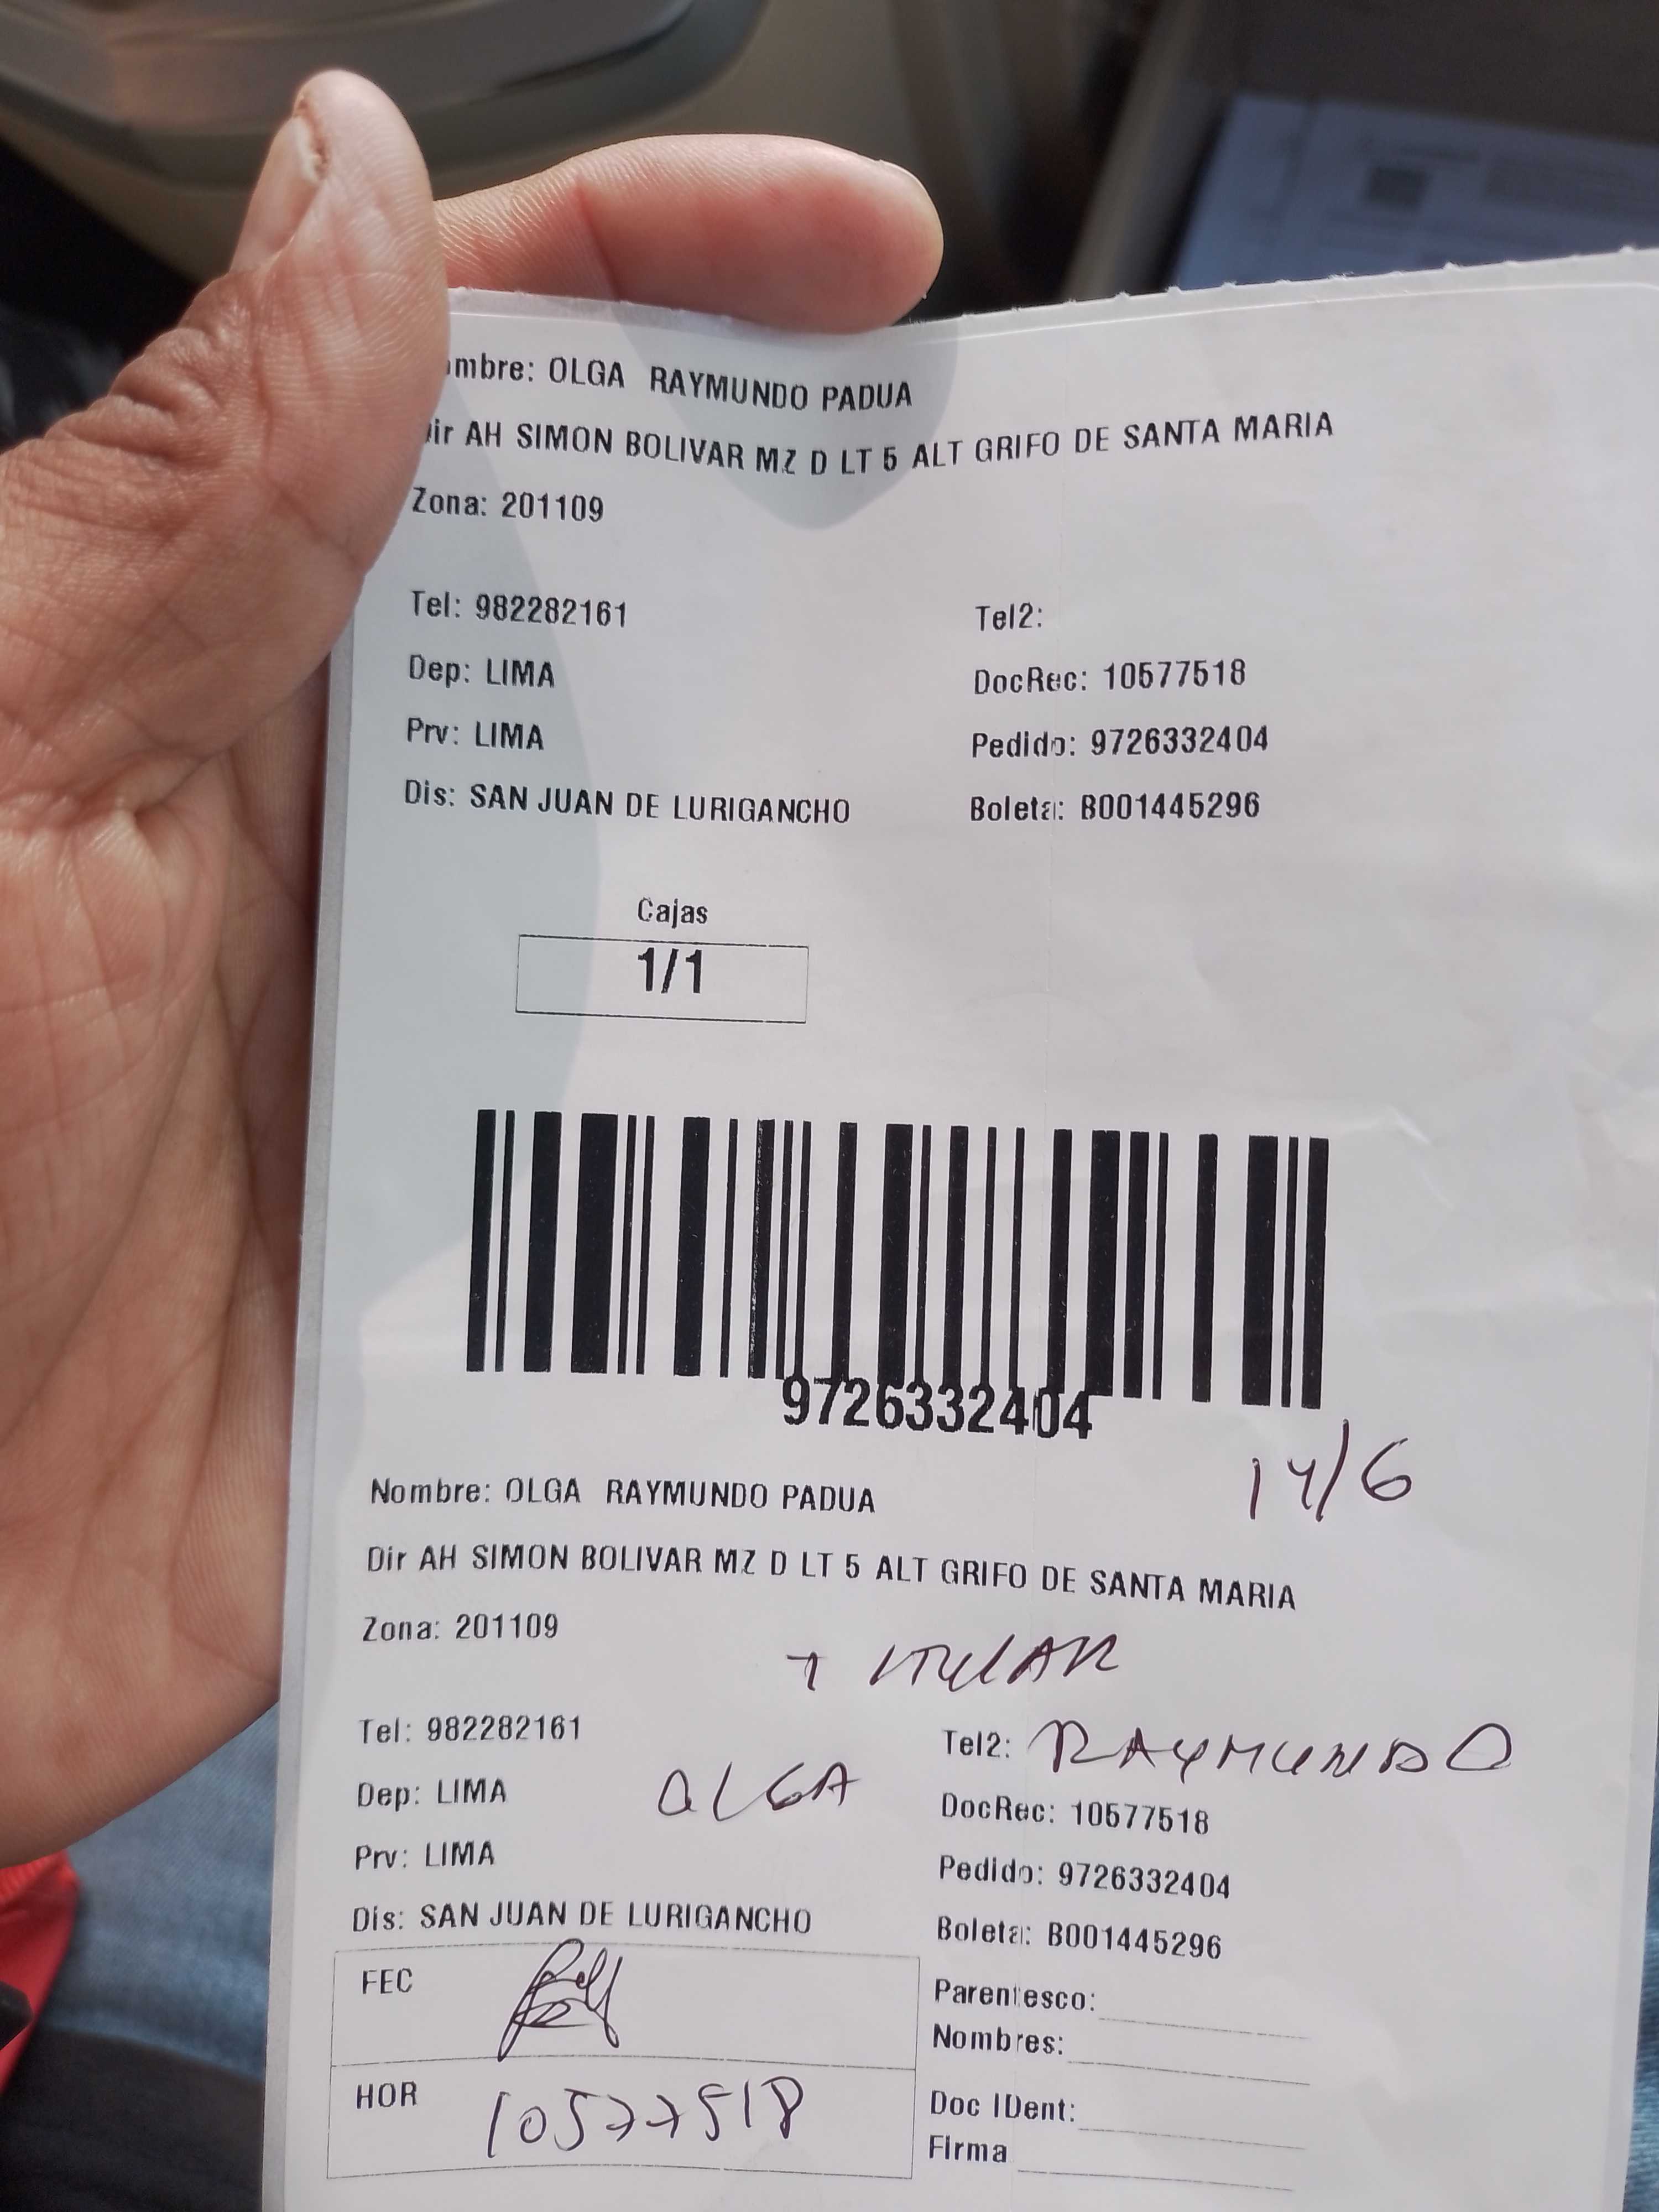 ombre: OLGA RAYMUNDO PADUA
Dir AH SIMON BOLIVAR MZ D LT 5 ALT GRIFO DE SANTA MARIA
Zona: 201109
Tel: 982282161 Tel2:
Dep: LIMA DocRec: 10577518
Prv: LIMA Pedido: 9726332404
Dis: SAN JUAN DE LURIGANCHO Boleta: B001445296
Cajas
1/1
9726332404
14/6
Nombre: OLGA RAYMUNDO PADUA
Dir AH SIMON BOLIVAR MZ D LT 5 ALT GRIFO DE SANTA MARIA
Zona: 201109
TITULAR
Tel: 982282161 Tel2: RAYMUNDO
Dep: LIMA OLGA DocRec: 10577518
Prv: LIMA Pedido: 9726332404
Dis: SAN JUAN DE LURIGANCHO Boleta: B001445296
FEC Parentesco:
Nombres:
HOR 10577518 Doc IDent:
Firma